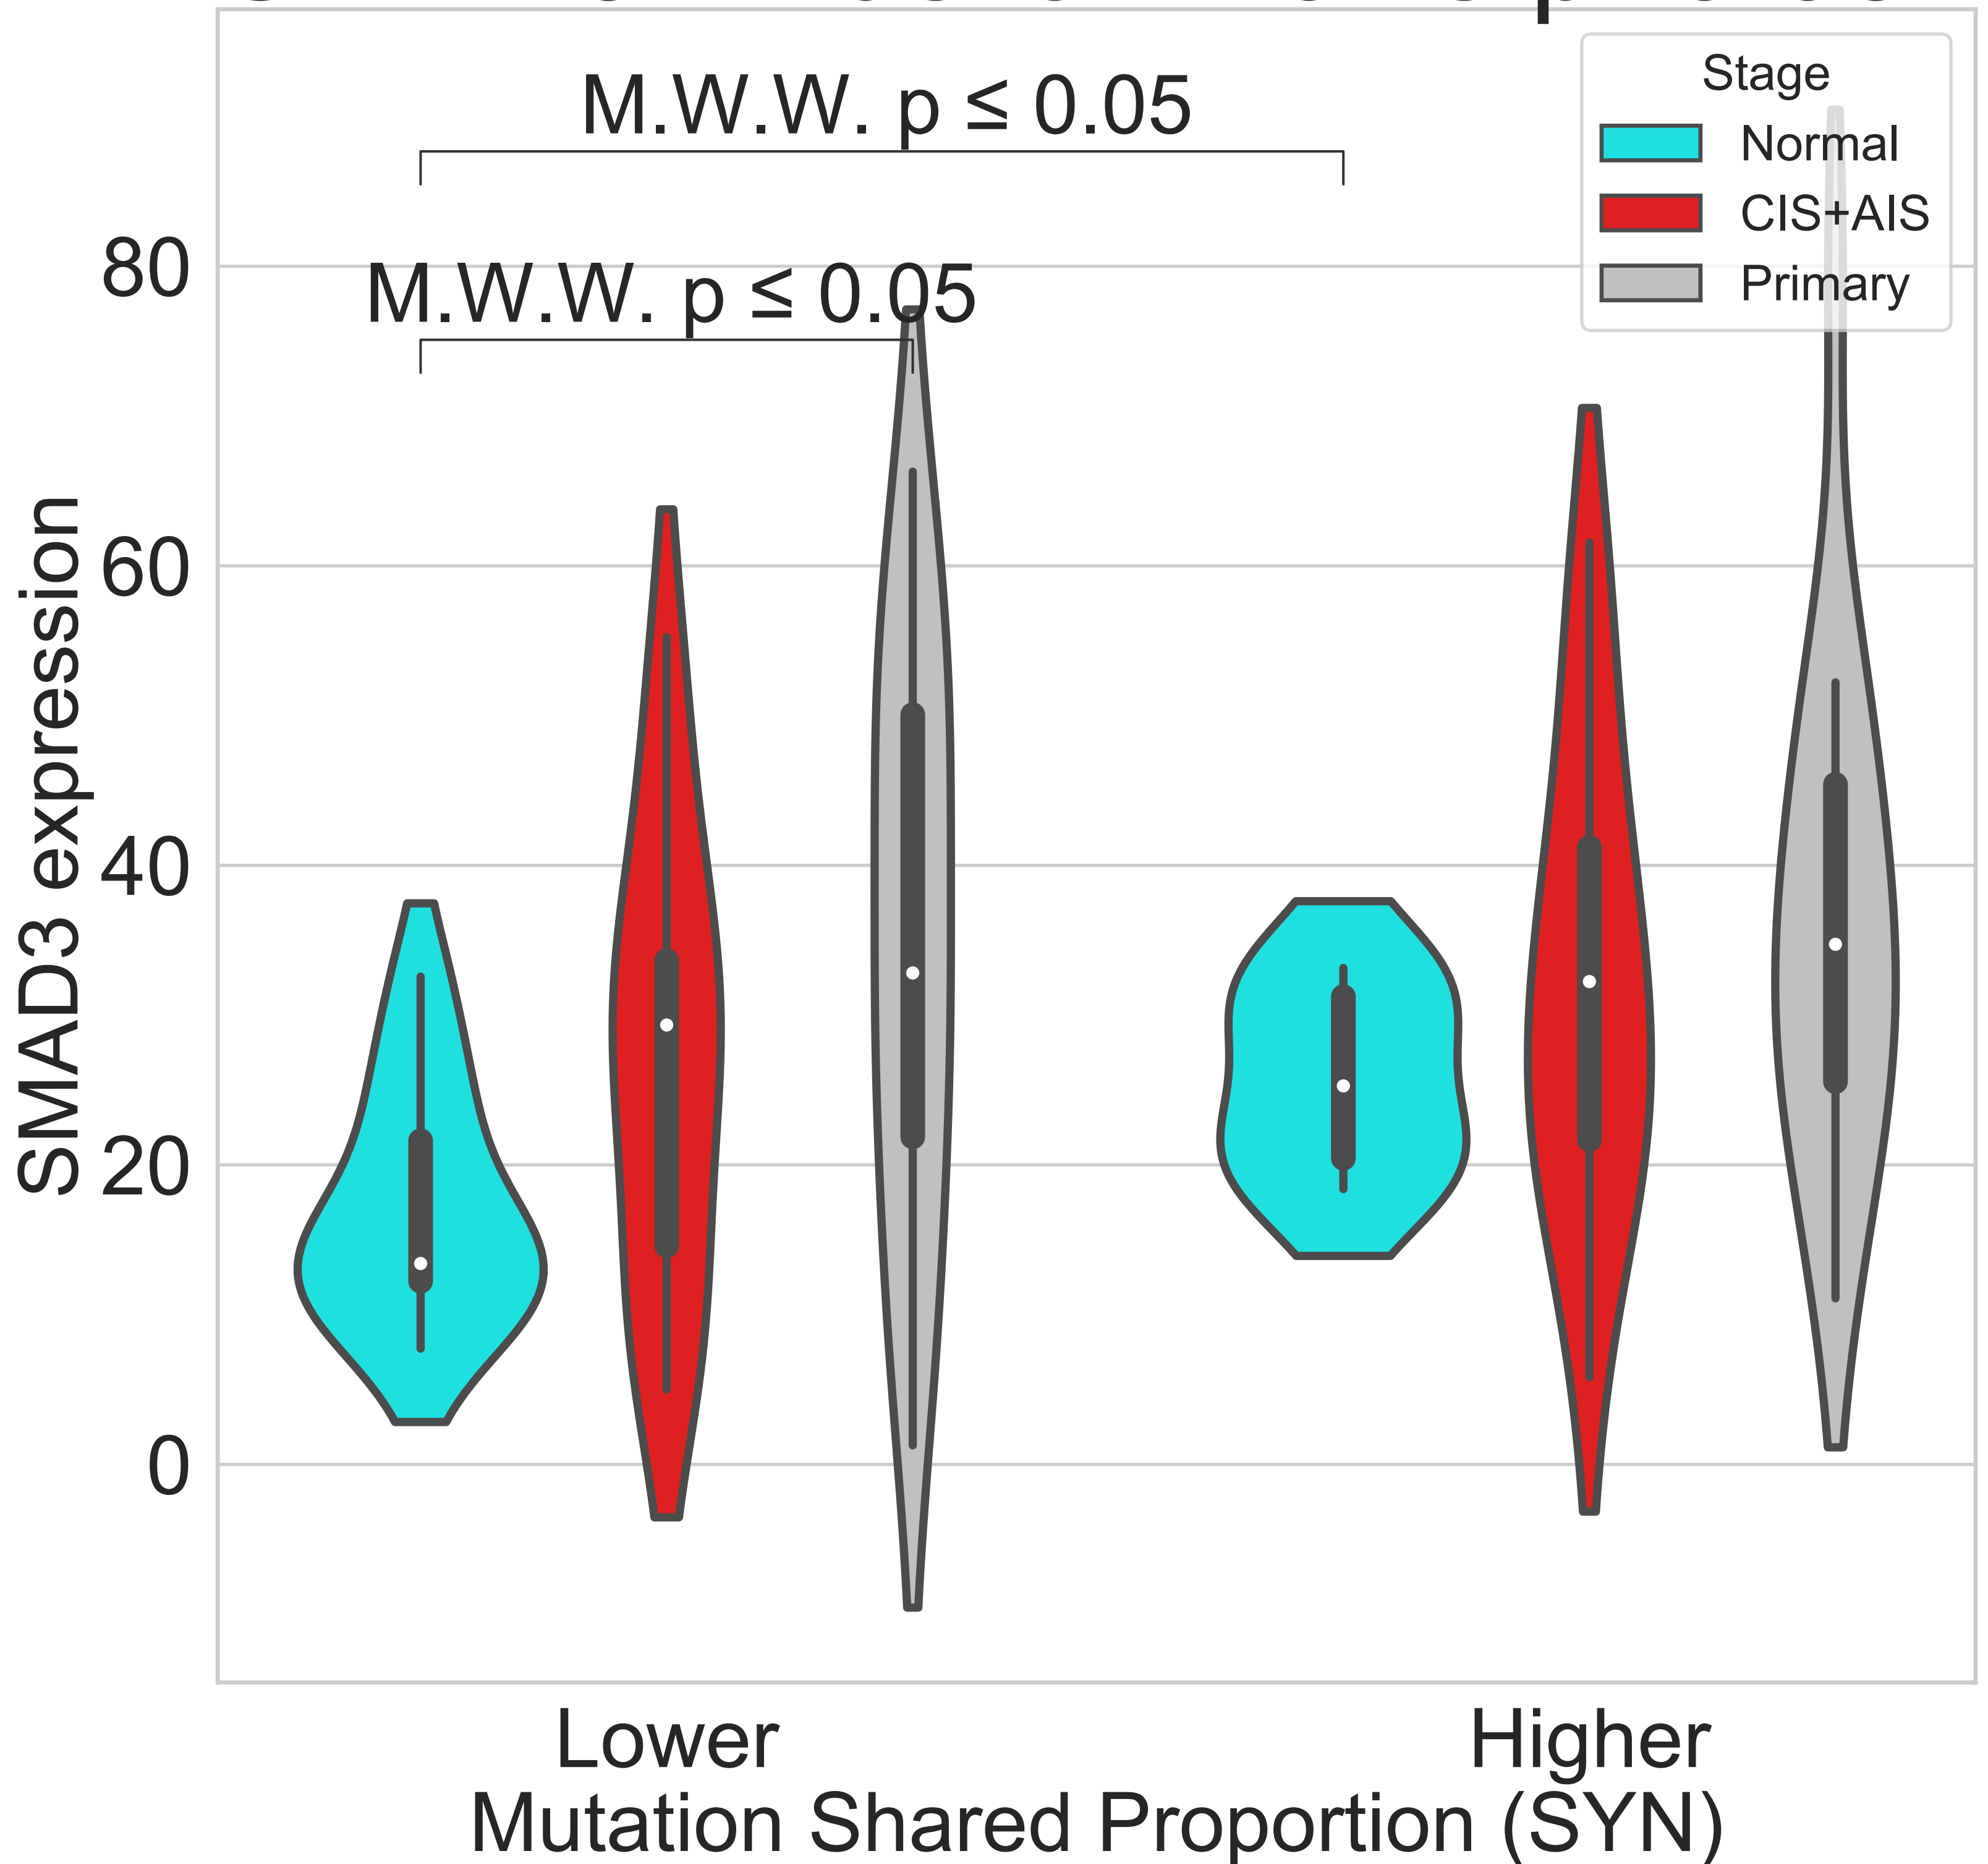 M.W.W. p ≤ 0.05
M.W.W. p ≤ 0.05
Stage
Normal
CIS+AIS
Primary
SMAD3 expression
80
60
40
20
0
Lower
Higher
Mutation Shared Proportion (SYN)